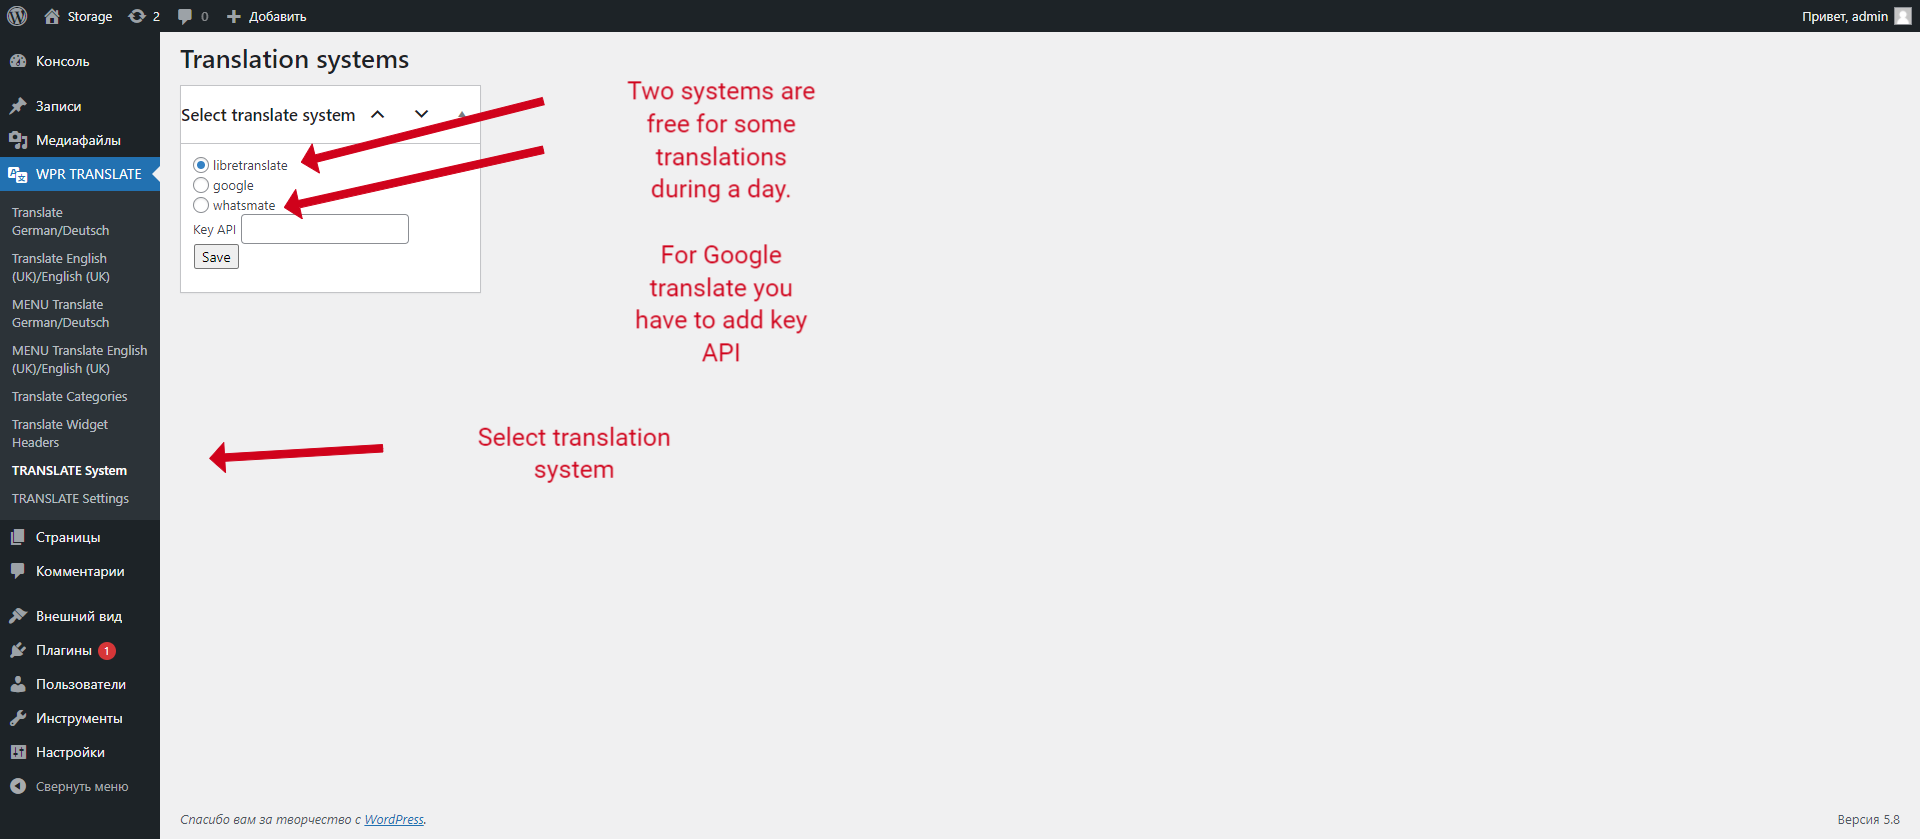 Storage 2 0 Добавить
Привет, admin
Консоль
Записи
Медиафайлы
WPR TRANSLATE
Translate
German/Deutsch
Translate English
(UK)/English (UK)
MENU Translate
German/Deutsch
MENU Translate English
(UK)/English (UK)
Translate Categories
Translate Widget
Headers
TRANSLATE System
TRANSLATE Settings
Страницы
Комментарии
Внешний вид
Плагины 1
Пользователи
Инструменты
Настройки
Свернуть меню
Translation systems
Select translate system
libretranslate
google
whatsmate
Key API
Save
Two systems are
free for some
translations
during a day.
For Google
translate you
have to add key
API
Select translation
system
Спасибо вам за творчество с WordPress.
Версия 5.8